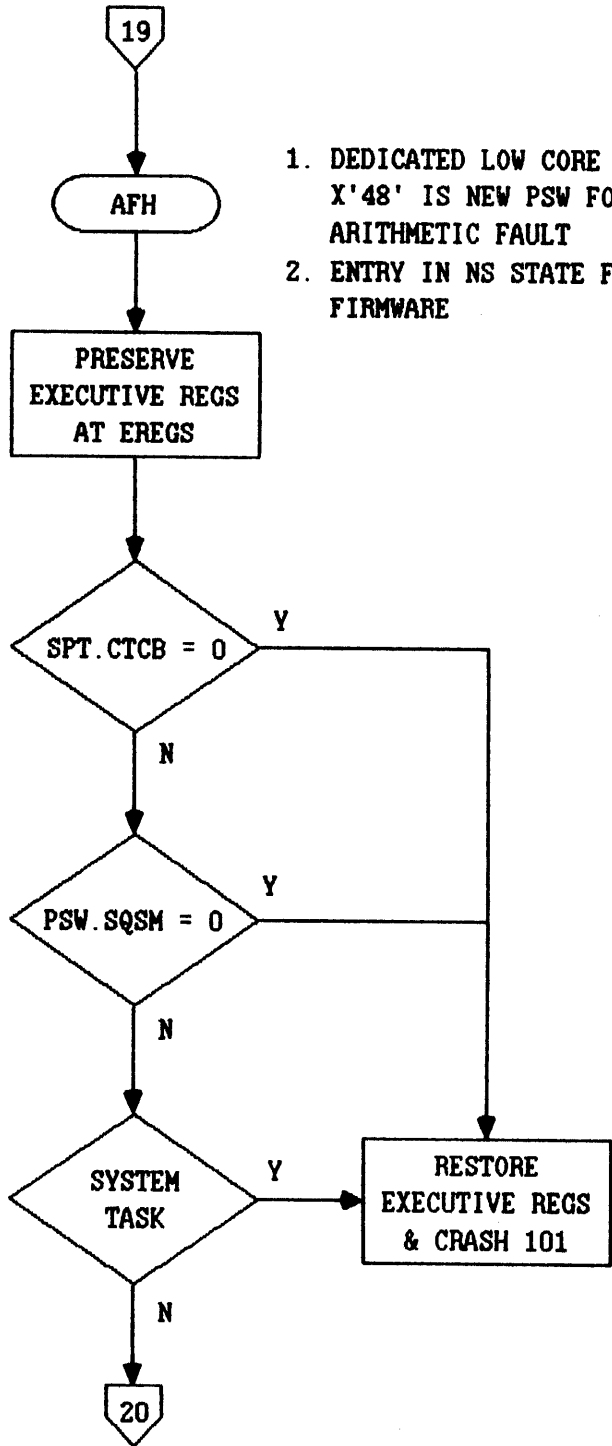 19
AFH
1. DEDICATED LOW CORE
X'48' IS NEW PSW FO
ARITHMETIC FAULT
2. ENTRY IN NS STATE F
FIRMWARE
PRESERVE
EXECUTIVE REGS
AT EREGS
SPT.CTCB = 0
Y
N
PSW.SQSM = 0
Y
N
SYSTEM
TASK
Y
RESTORE
EXECUTIVE REGS
& CRASH 101
N
20